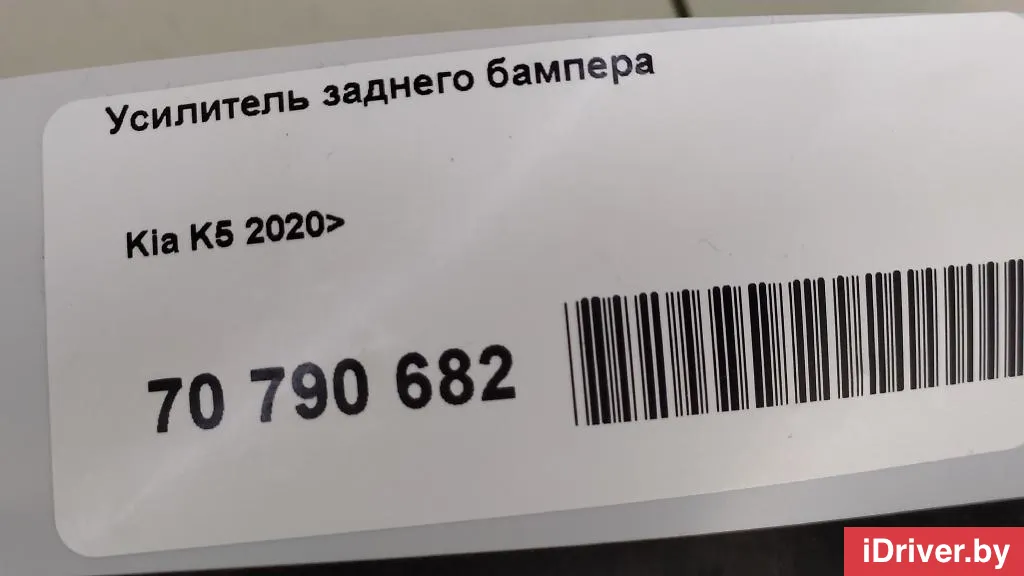 Усилитель заднего бампера
Kia K5 2020>
70 790 682
iDriver.by